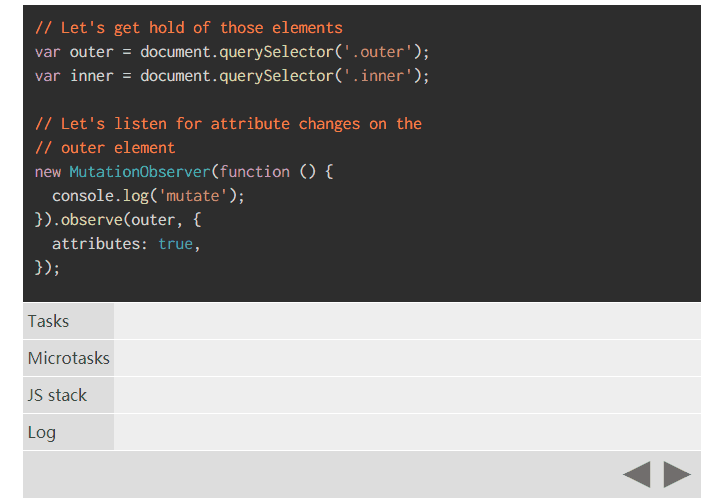 // Let's get hold of those elements
var outer = document.querySelector('.outer');
var inner = document.querySelector('.inner');
// Let's listen for attribute changes on the
// outer element
new MutationObserver(function () {
  console.log('mutate');
}).observe(outer, {
  attributes: true,
});
Tasks
Microtasks
JS stack
Log